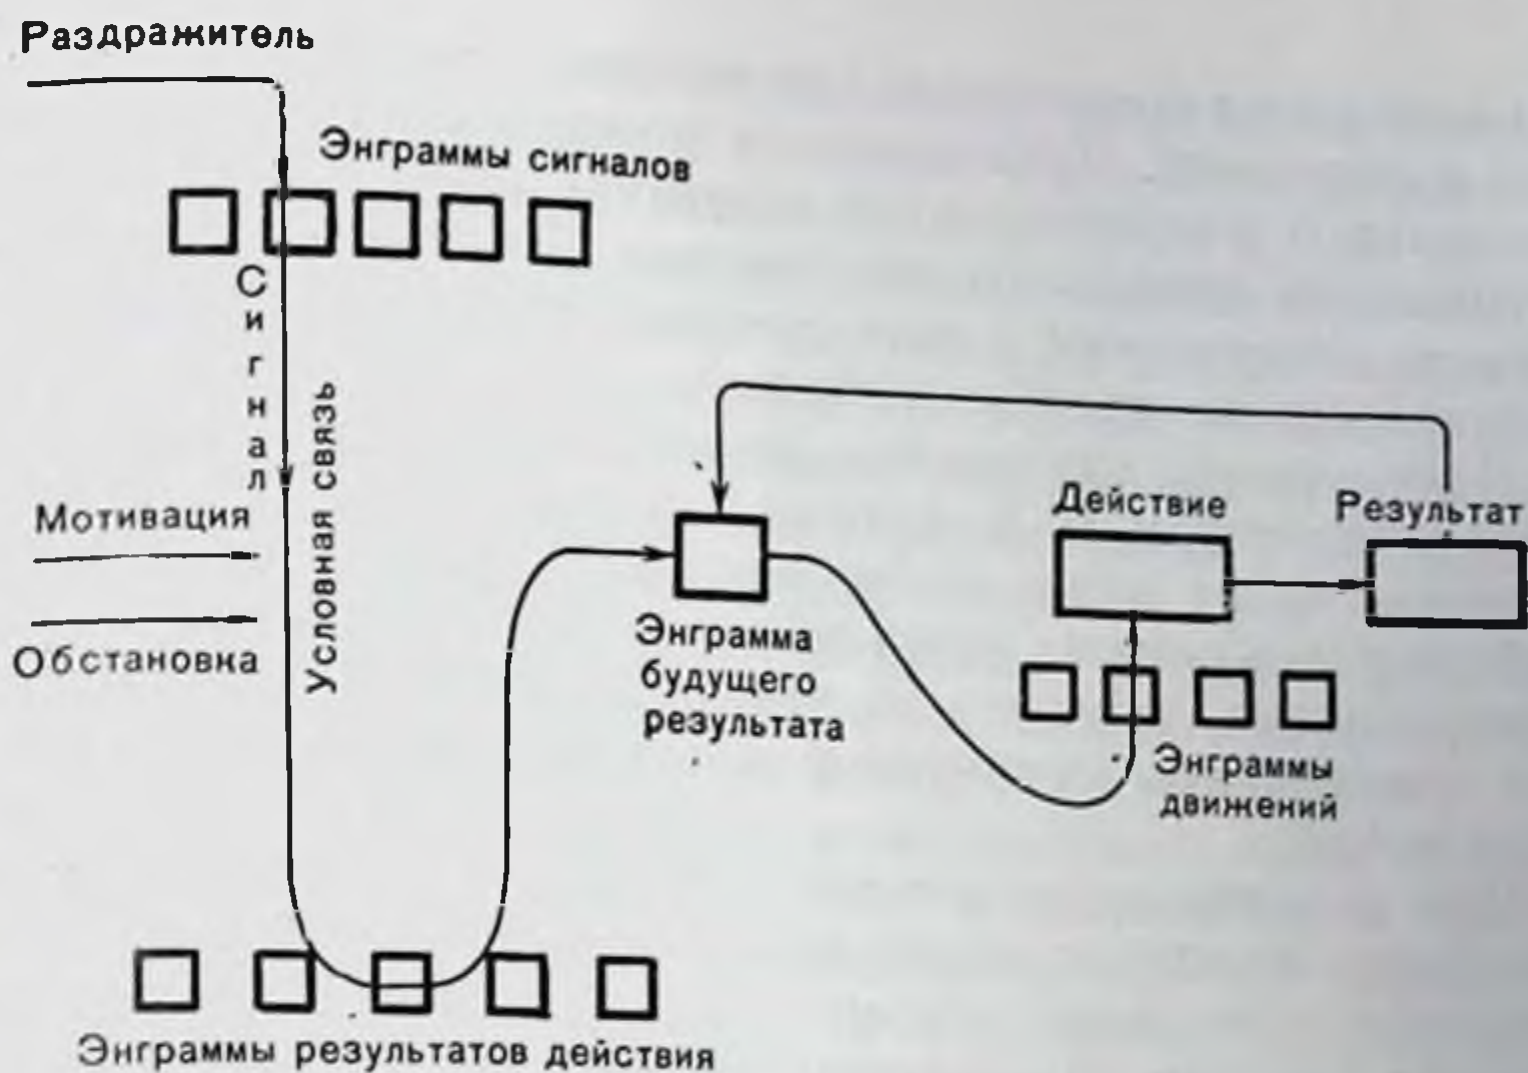 Раздражитель
Энграммы сигналов
Сигнал
Условная связь
Мотивация
Обстановка
Действие
Результат
Энграмма
будущего
результата
Энграммы
движений
Энграммы результатов действия